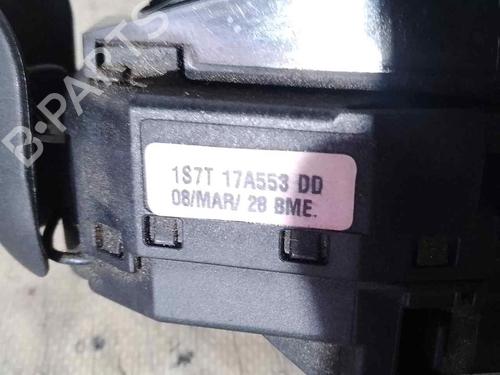 B-PARTS
1S7T 17A553 DD
08/MAR/ 28 BME.